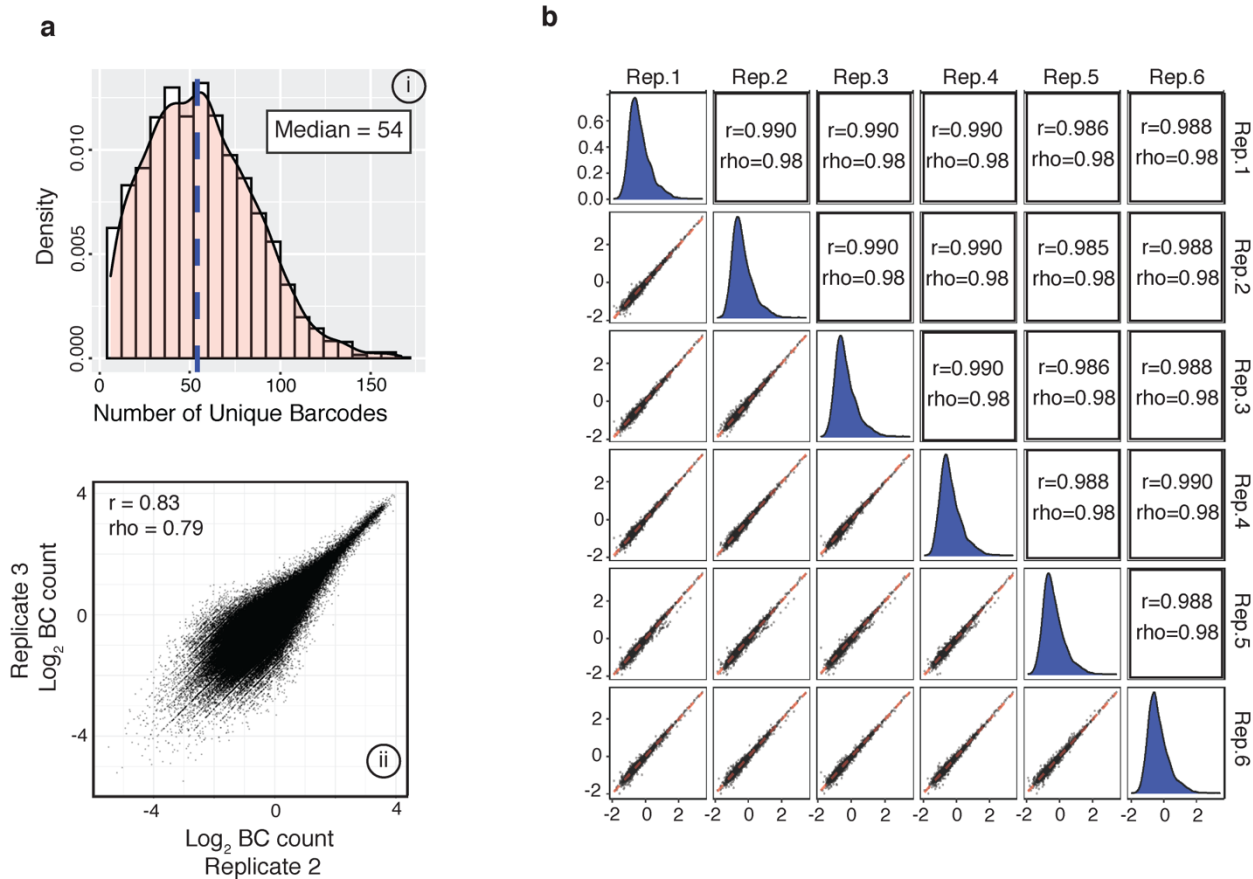 a
i
Median = 54
Density
0.010
0.005
0.000
0
50
100
150
Number of Unique Barcodes
r = 0.83
rho = 0.79
Replicate 3
Log2 BC count
4
0
-4
ii
-4
0
4
Log2 BC count
Replicate 2
b
Rep.1
Rep.2
Rep.3
Rep.4
Rep.5
Rep.6
0.6
0.4
0.2
0.0
r=0.990
rho=0.98
r=0.990
rho=0.98
r=0.990
rho=0.98
r=0.986
rho=0.98
r=0.988
rho=0.98
Rep.1
2
0
-2
r=0.990
rho=0.98
r=0.990
rho=0.98
r=0.985
rho=0.98
r=0.988
rho=0.98
Rep.2
2
0
-2
r=0.990
rho=0.98
r=0.986
rho=0.98
r=0.988
rho=0.98
Rep.3
2
0
-2
r=0.988
rho=0.98
r=0.990
rho=0.98
Rep.4
2
0
-2
r=0.988
rho=0.98
Rep.5
2
0
-2
Rep.6
-2 0 2
-2 0 2
-2 0 2
-2 0 2
-2 0 2
-2 0 2